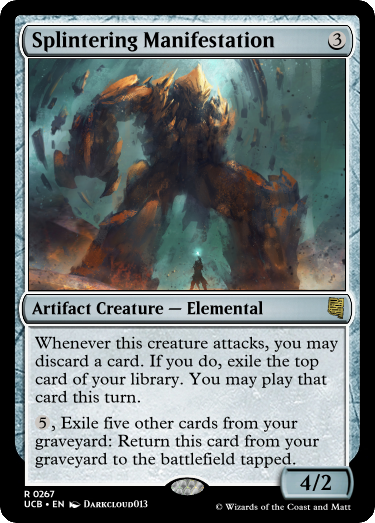 Splintering Manifestation 3
Artifact Creature — Elemental
Whenever this creature attacks, you may
discard a card. If you do, exile the top
card of your library. You may play that
card this turn.
5, Exile five other cards from your
graveyard: Return this card from your
graveyard to the battlefield tapped.
4/2
R 0267
UCB • EN Darkcloud013
© Wizards of the Coast and Matt